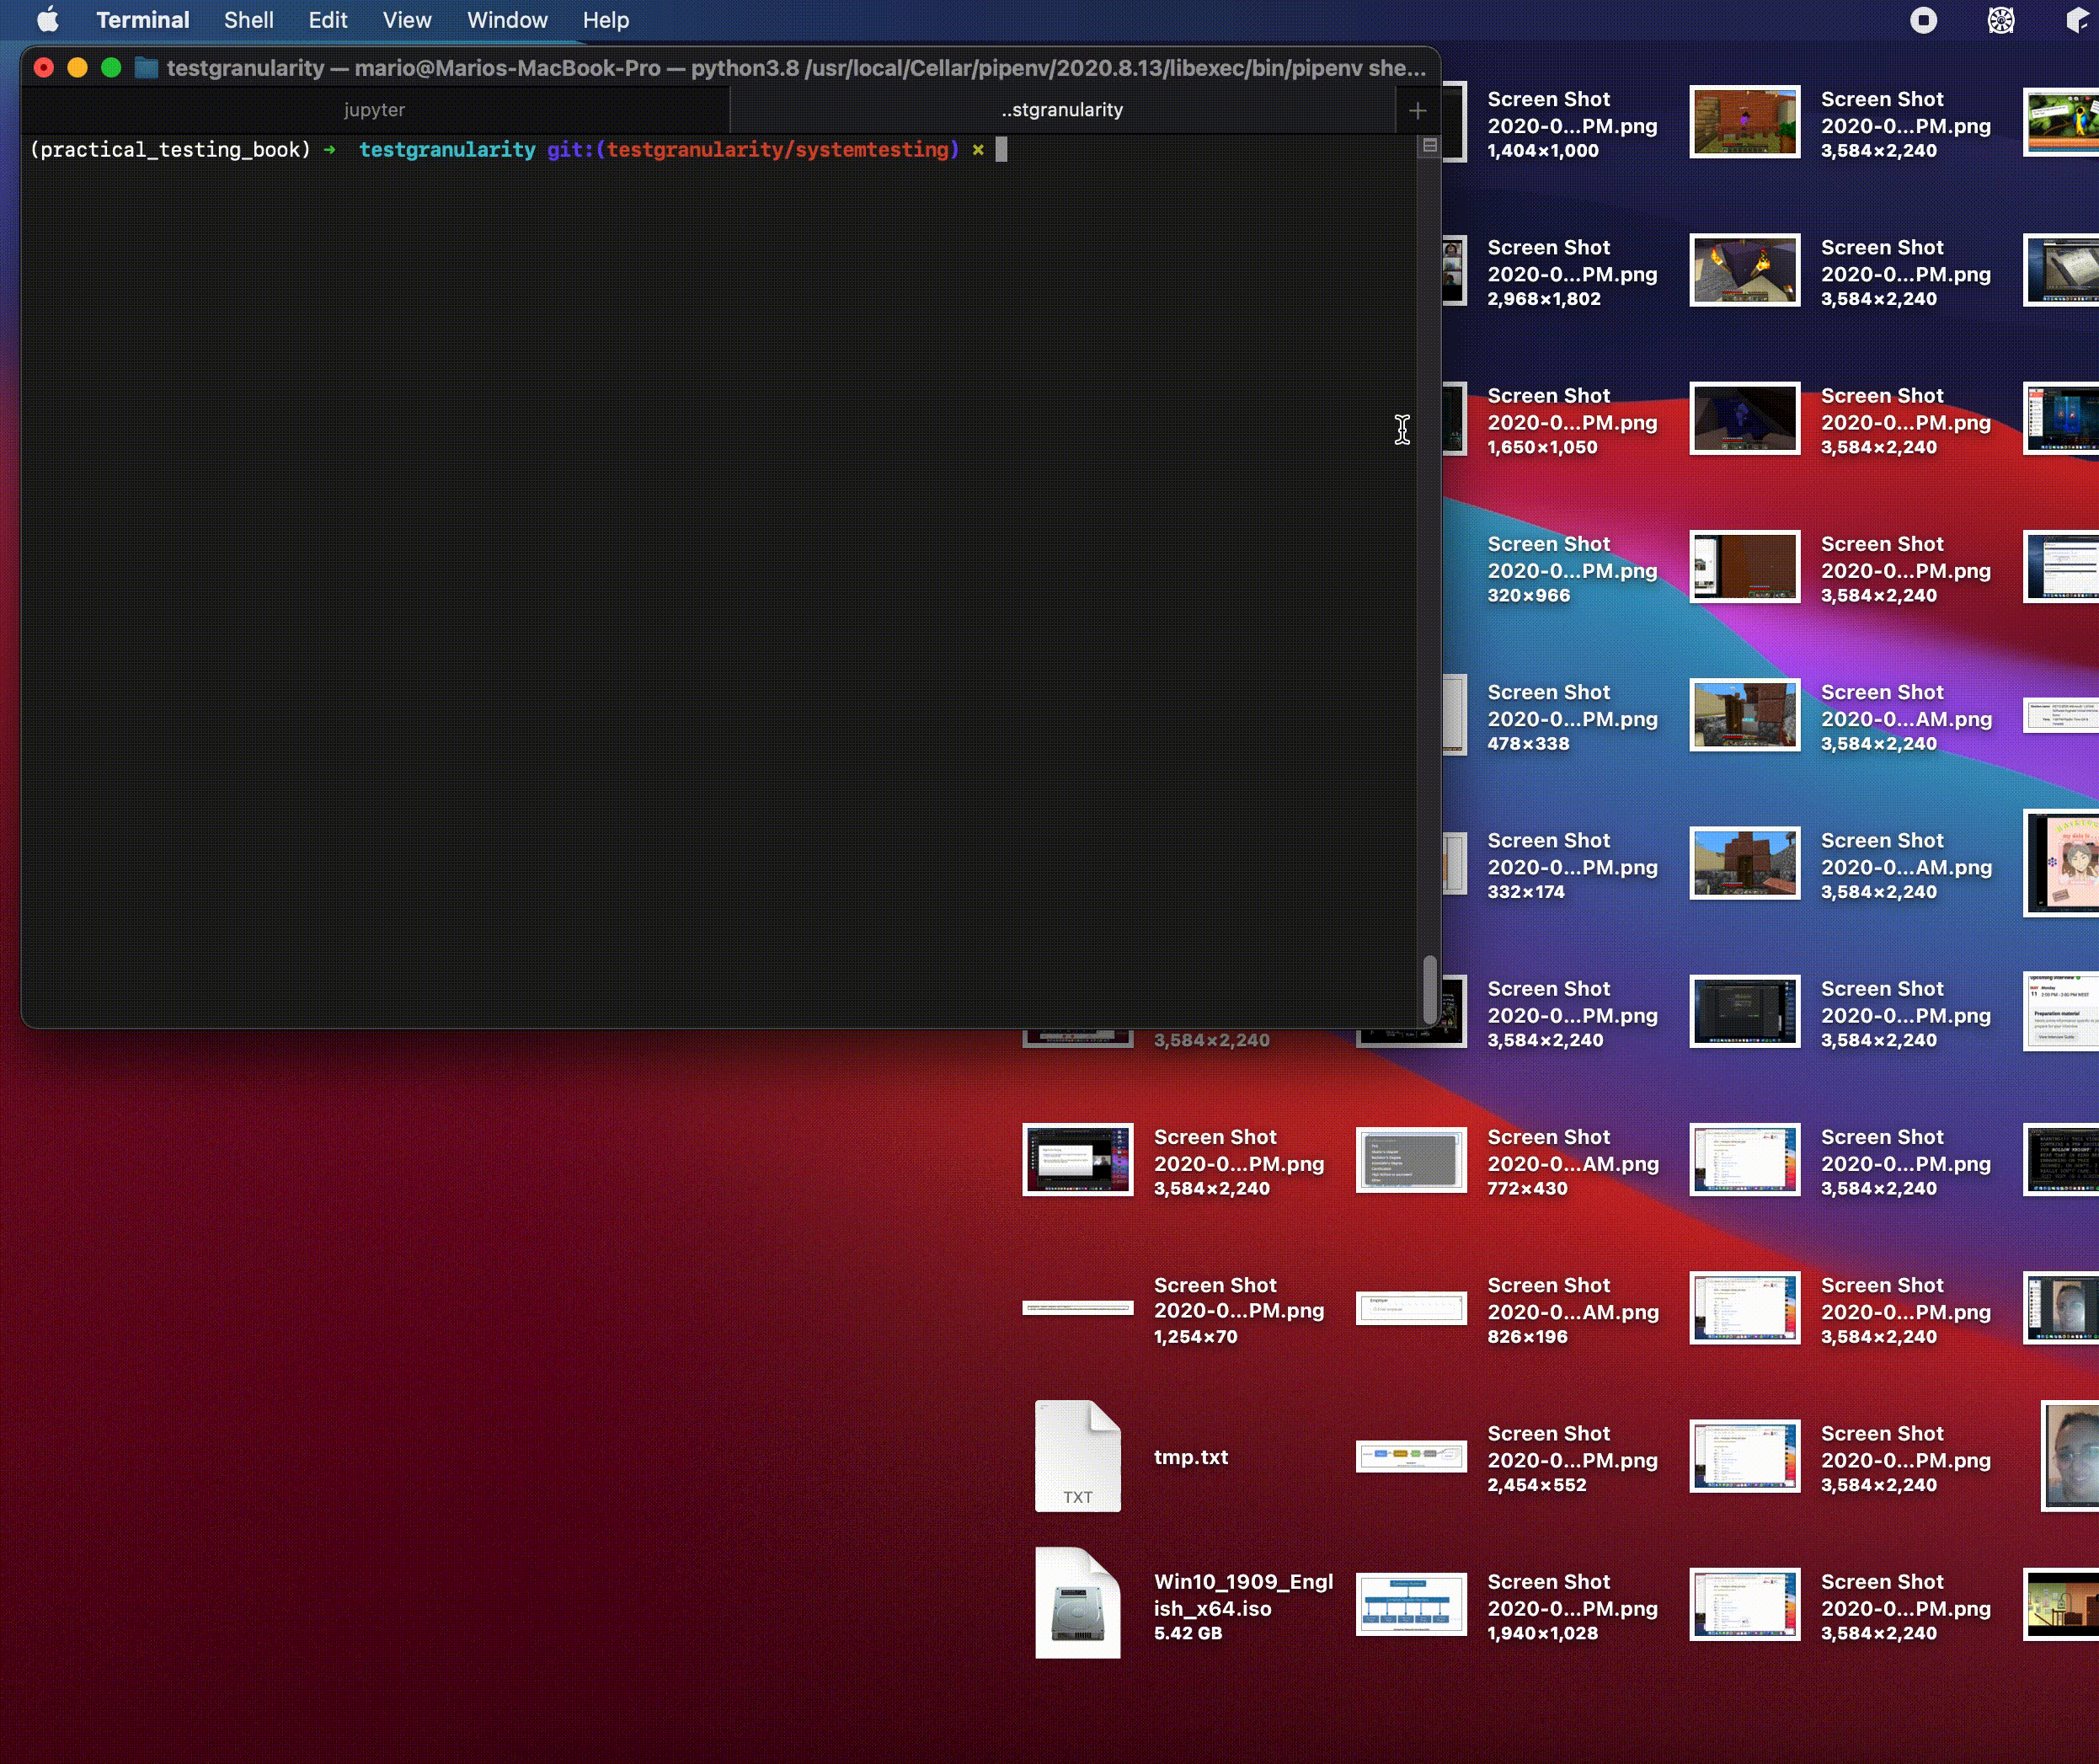 Terminal Shell Edit View Window Help
testgranularity — mario@Marios-MacBook-Pro — python3.8 /usr/local/Cellar/pipenv/2020.8.13/libexec/bin/pipenv she...
jupyter
..stgranularity
(practical_testing_book) ➜ testgranularity git:(testgranularity/systemtesting) ✗
Screen Shot
2020-0...PM.png
1,404×1,000
Screen Shot
2020-0...PM.png
3,584×2,240
Screen Shot
2020-0...PM.png
2,968×1,802
Screen Shot
2020-0...PM.png
3,584×2,240
Screen Shot
2020-0...PM.png
1,650×1,050
Screen Shot
2020-0...PM.png
3,584×2,240
Screen Shot
2020-0...PM.png
320×966
Screen Shot
2020-0...PM.png
3,584×2,240
Screen Shot
2020-0...PM.png
478×338
Screen Shot
2020-0...AM.png
3,584×2,240
Screen Shot
2020-0...PM.png
332×174
Screen Shot
2020-0...AM.png
3,584×2,240
3,584×2,240
Screen Shot
2020-0...PM.png
3,584×2,240
Screen Shot
2020-0...PM.png
3,584×2,240
Screen Shot
2020-0...PM.png
3,584×2,240
Screen Shot
2020-0...AM.png
772×430
Screen Shot
2020-0...PM.png
3,584×2,240
Screen Shot
2020-0...PM.png
1,254×70
Screen Shot
2020-0...AM.png
826×196
Screen Shot
2020-0...PM.png
3,584×2,240
TXT
tmp.txt
Screen Shot
2020-0...PM.png
2,454×552
Screen Shot
2020-0...PM.png
3,584×2,240
Win10_1909_Engl
ish_x64.iso
5.42 GB
Screen Shot
2020-0...PM.png
1,940×1,028
Screen Shot
2020-0...PM.png
3,584×2,240